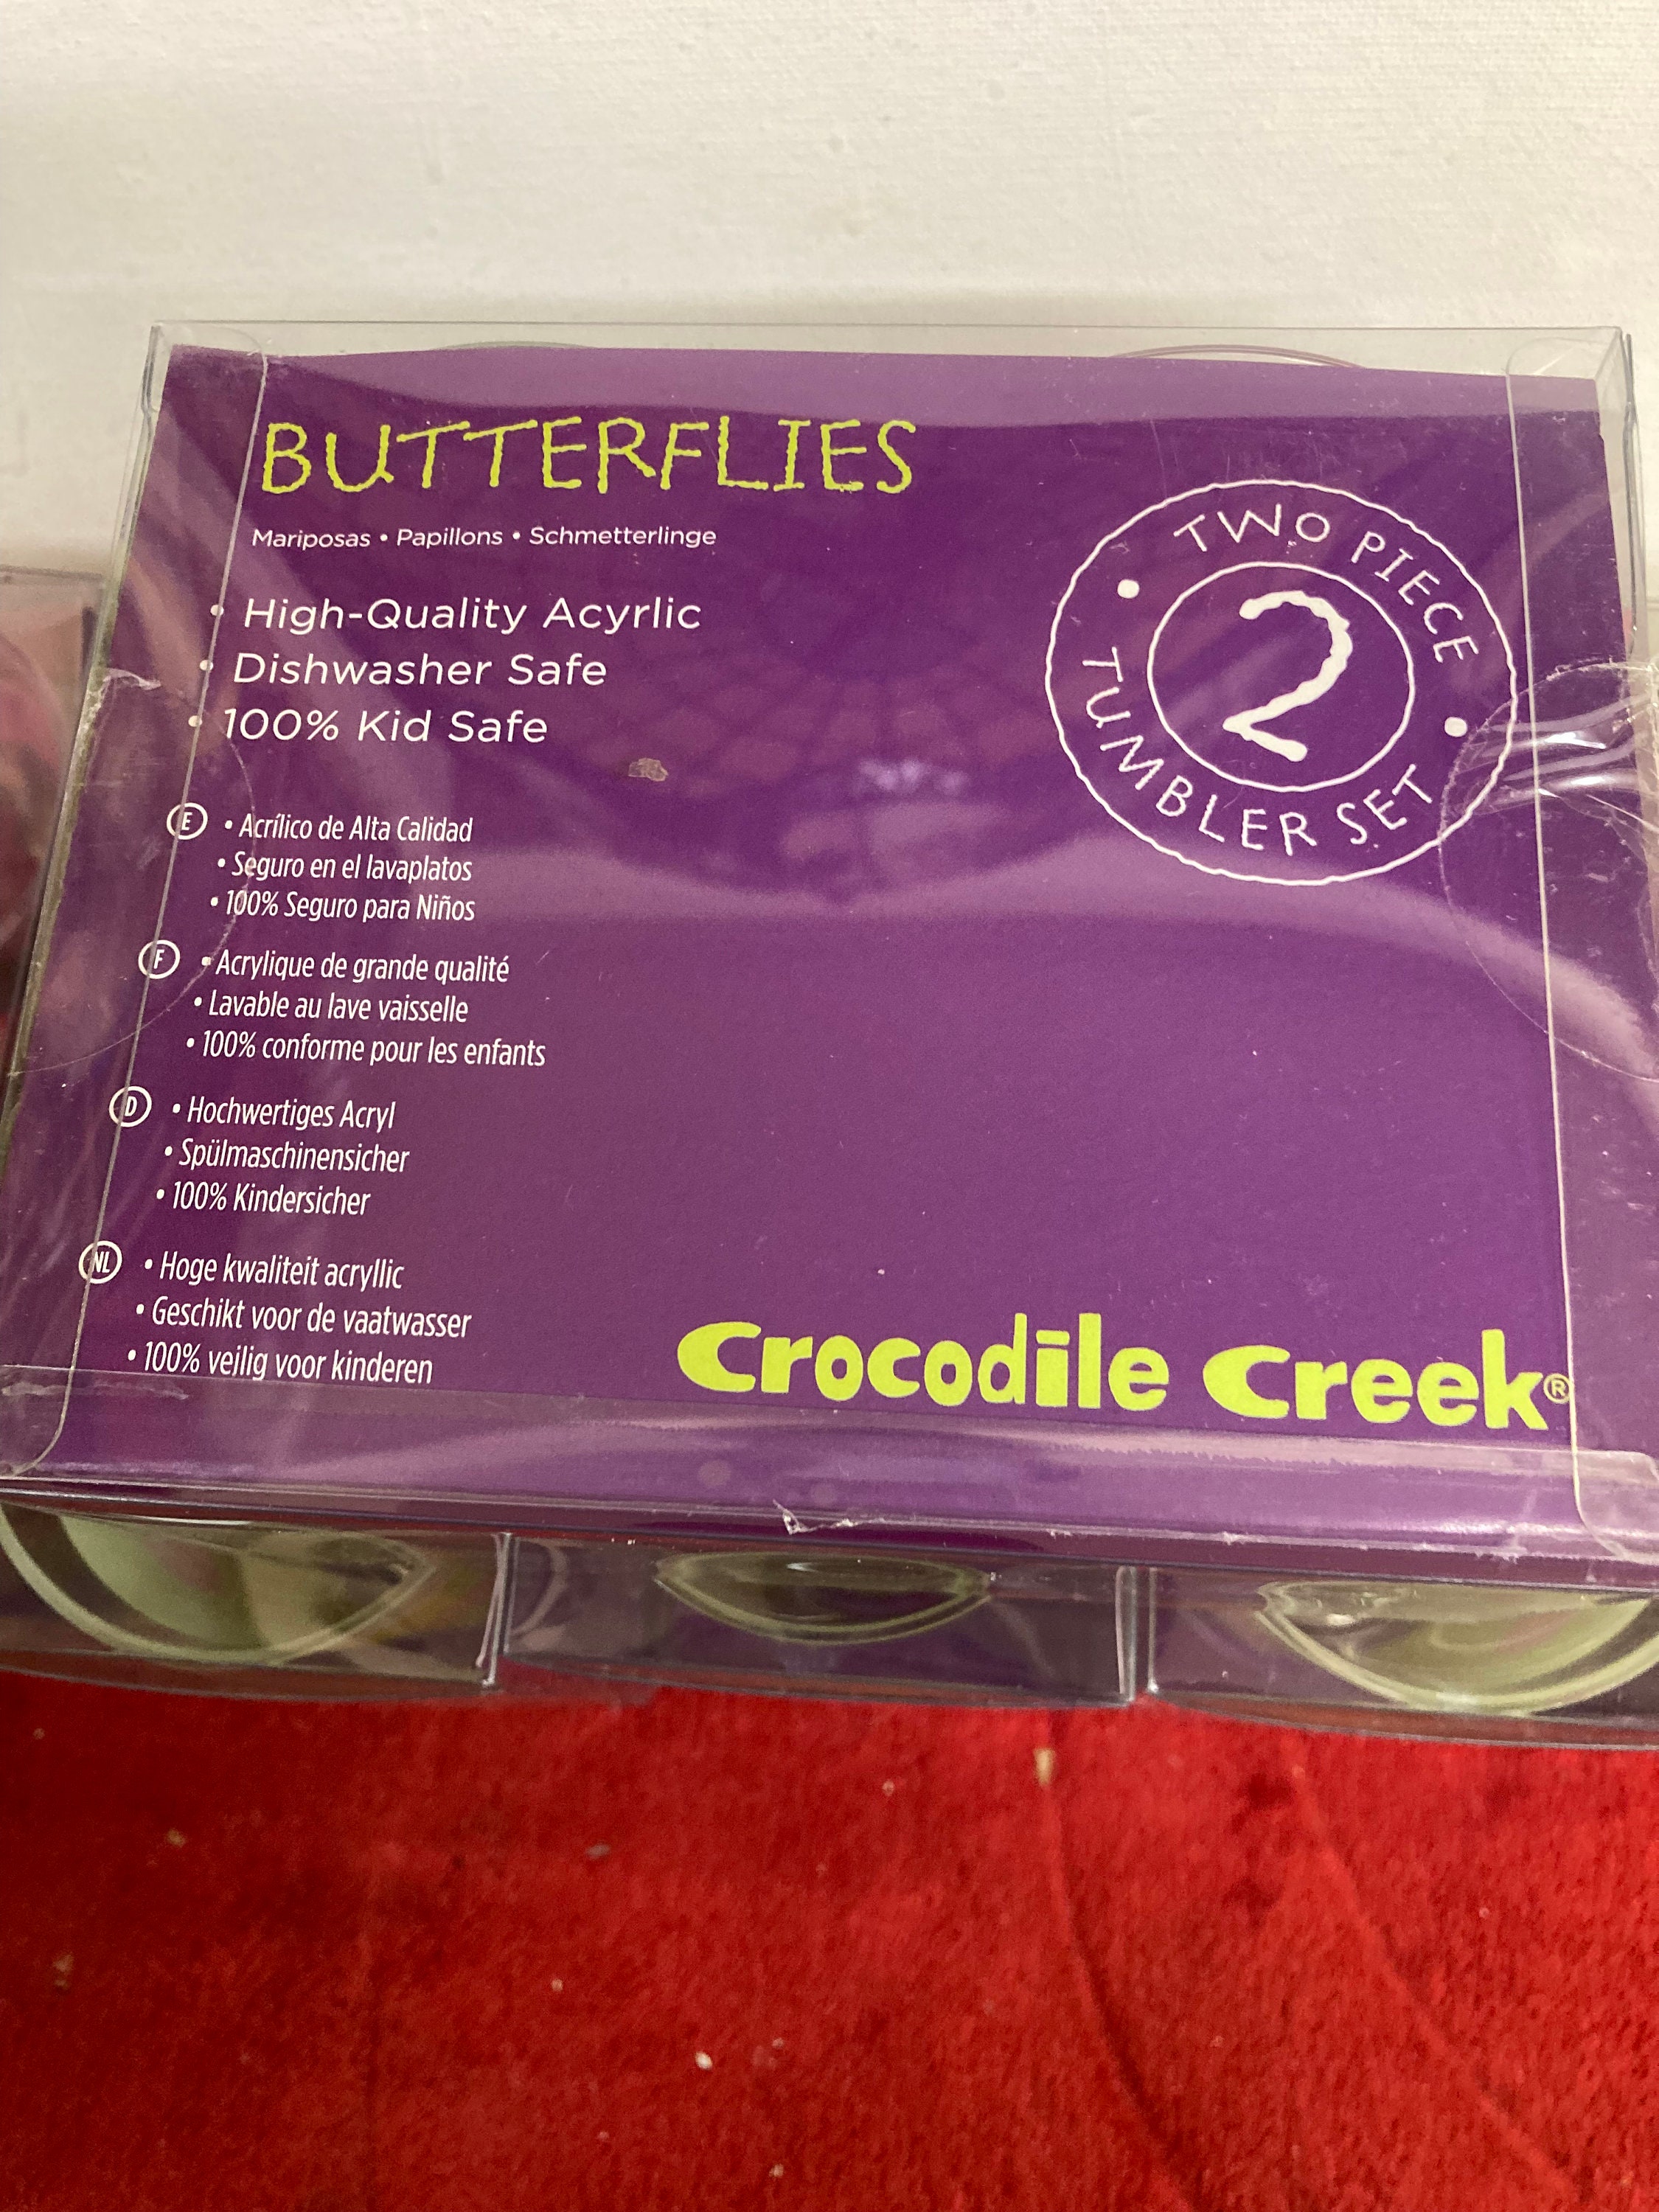 BUTTERFLIES
Mariposas • Papillons • Schmetterlinge
• High-Quality Acyrlic
• Dishwasher Safe
• 100% Kid Safe
• TWO PIECE • TUMBLER SET
2
E • Acrílico de Alta Calidad
• Seguro en el lavaplatos
• 100% Seguro para Niños
F • Acrylique de grande qualité
• Lavable au lave vaisselle
• 100% conforme pour les enfants
D • Hochwertiges Acryl
• Spülmaschinensicher
• 100% Kindersicher
NL • Hoge kwaliteit acryllic
• Geschikt voor de vaatwasser
• 100% veilig voor kinderen
crocodile creek®